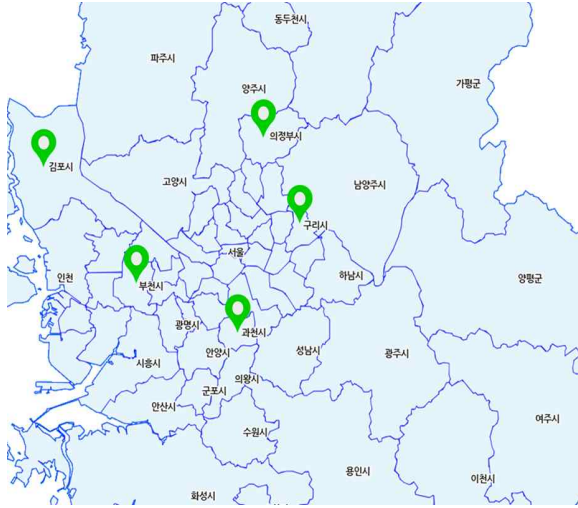 동두천시
파주시
가평군
양주시
의정부시
김포시
고양시
남양주시
구리시
서울
인천
부천시
하남시
양평군
광명시
과천시
안양시
성남시
광주시
시흥시
군포시
의왕시
안산시
수원시
여주시
용인시
이천시
화성시